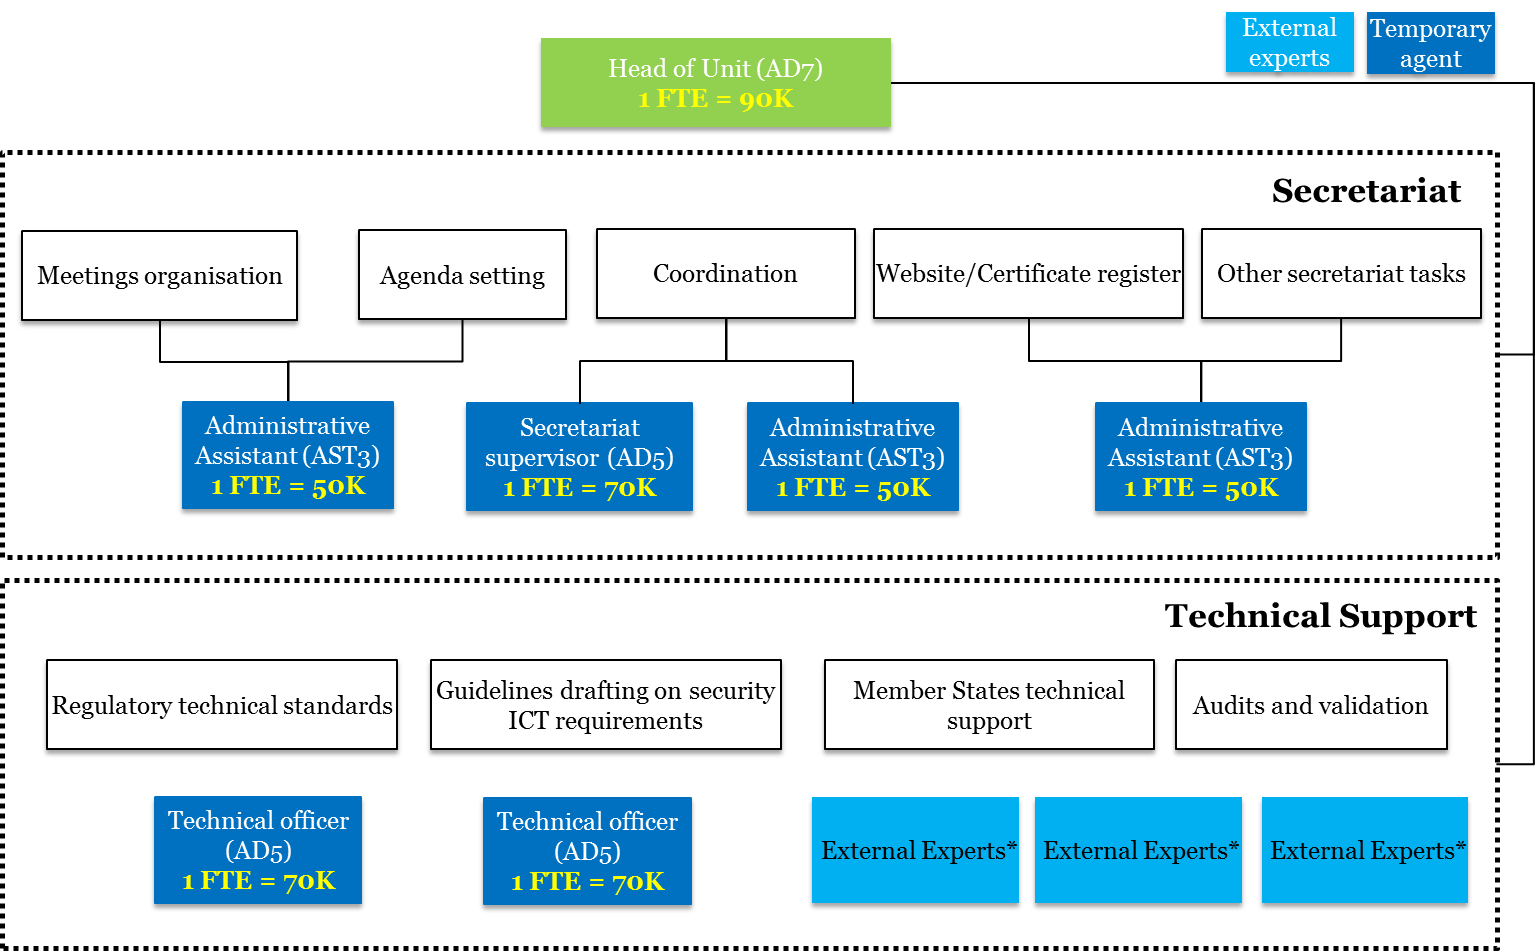 External
experts
Temporary
agent
Head of Unit (AD7)
1 FTE = 90K
Secretariat
Meetings organisation
Agenda setting
Coordination
Website/Certificate register
Other secretariat tasks
Administrative
Assistant (AST3)
1 FTE = 50K
Secretariat
supervisor (AD5)
1 FTE = 70K
Administrative
Assistant (AST3)
1 FTE = 50K
Administrative
Assistant (AST3)
1 FTE = 50K
Technical Support
Regulatory technical standards
Guidelines drafting on security
ICT requirements
Member States technical
support
Audits and validation
Technical officer
(AD5)
1 FTE = 70K
Technical officer
(AD5)
1 FTE = 70K
External Experts*
External Experts*
External Experts*